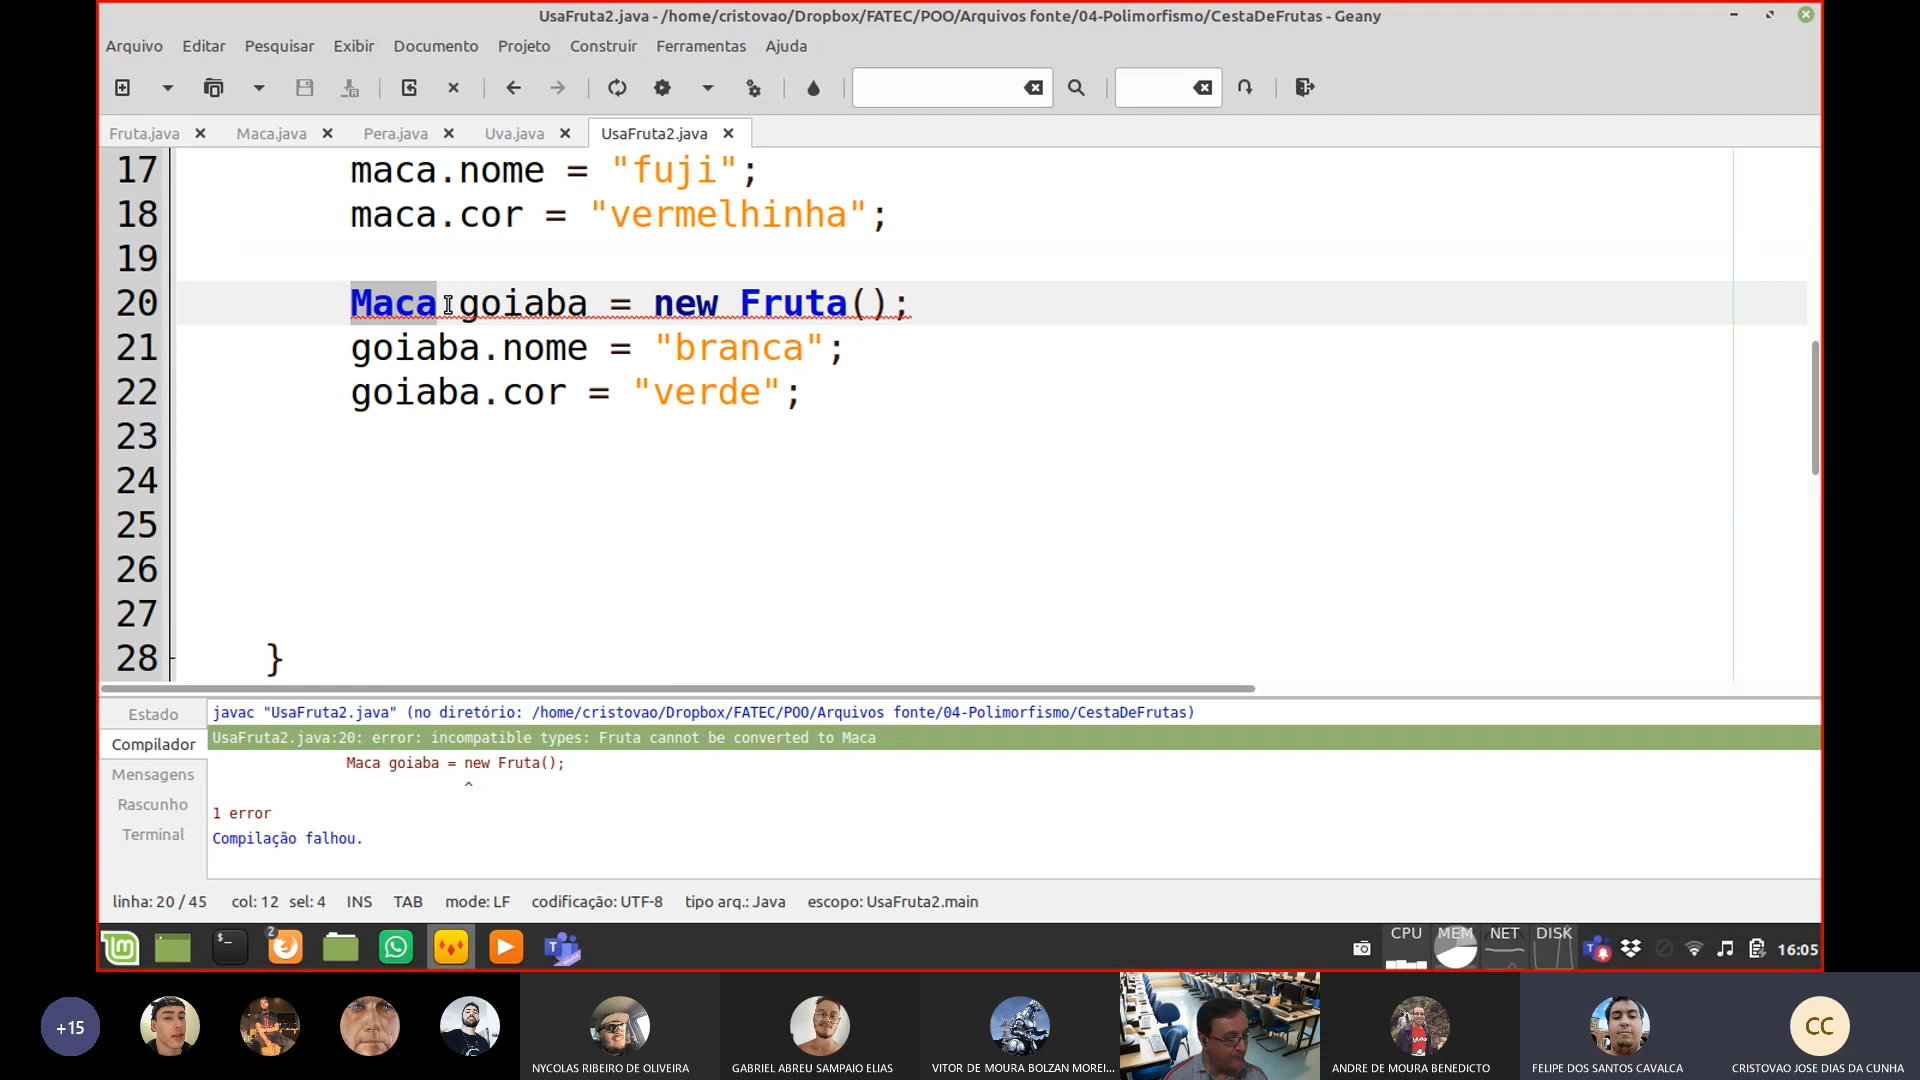 UsaFruta2.java - /home/cristovao/Dropbox/FATEC/POO/Arquivos fonte/04-Polimorfismo/CestaDeFrutas - Geany
Arquivo Editar Pesquisar Exibir Documento Projeto Construir Ferramentas Ajuda
Fruta.java Maca.java Pera.java Uva.java UsaFruta2.java
17 maca.nome = "fuji";
18 maca.cor = "vermelhinha";
19
20 Maca goiaba = new Fruta();
21 goiaba.nome = "branca";
22 goiaba.cor = "verde";
23
24
25
26
27
28 }
Estado
Compilador
Mensagens
Rascunho
Terminal
javac "UsaFruta2.java" (no diretório: /home/cristovao/Dropbox/FATEC/POO/Arquivos fonte/04-Polimorfismo/CestaDeFrutas)
UsaFruta2.java:20: error: incompatible types: Fruta cannot be converted to Maca
Maca goiaba = new Fruta();
^
1 error
Compilação falhou.
linha: 20 / 45 col: 12 sel: 4 INS TAB mode: LF codificação: UTF-8 tipo arq.: Java escopo: UsaFruta2.main
2
CPU MEM NET DISK
16:05
+15
NYCOLAS RIBEIRO DE OLIVEIRA
GABRIEL ABREU SAMPAIO ELIAS
VITOR DE MOURA BOLZAN MOREI...
ANDRE DE MOURA BENEDICTO
FELIPE DOS SANTOS CAVALCA
CC
CRISTOVAO JOSE DIAS DA CUNHA